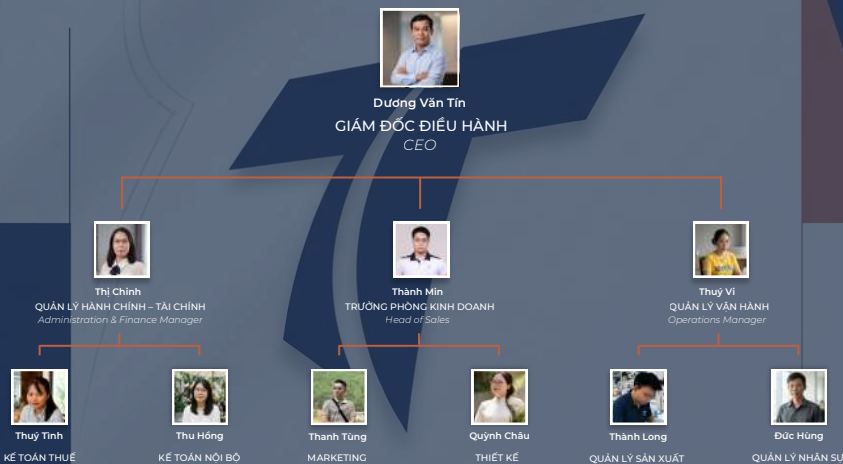 Dương Văn Tín
GIÁM ĐỐC ĐIỀU HÀNH
CEO
Thị Chinh
QUẢN LÝ HÀNH CHÍNH – TÀI CHÍNH
Administration & Finance Manager
Thành Min
TRƯỞNG PHÒNG KINH DOANH
Head of Sales
Thuý Vi
QUẢN LÝ VẬN HÀNH
Operations Manager
Thuý Tình
KẾ TOÁN THUẾ
Thu Hồng
KẾ TOÁN NỘI BỘ
Thanh Tùng
MARKETING
Quỳnh Châu
THIẾT KẾ
Thành Long
QUẢN LÝ SẢN XUẤT
Đức Hùng
QUẢN LÝ NHÂN SỰ